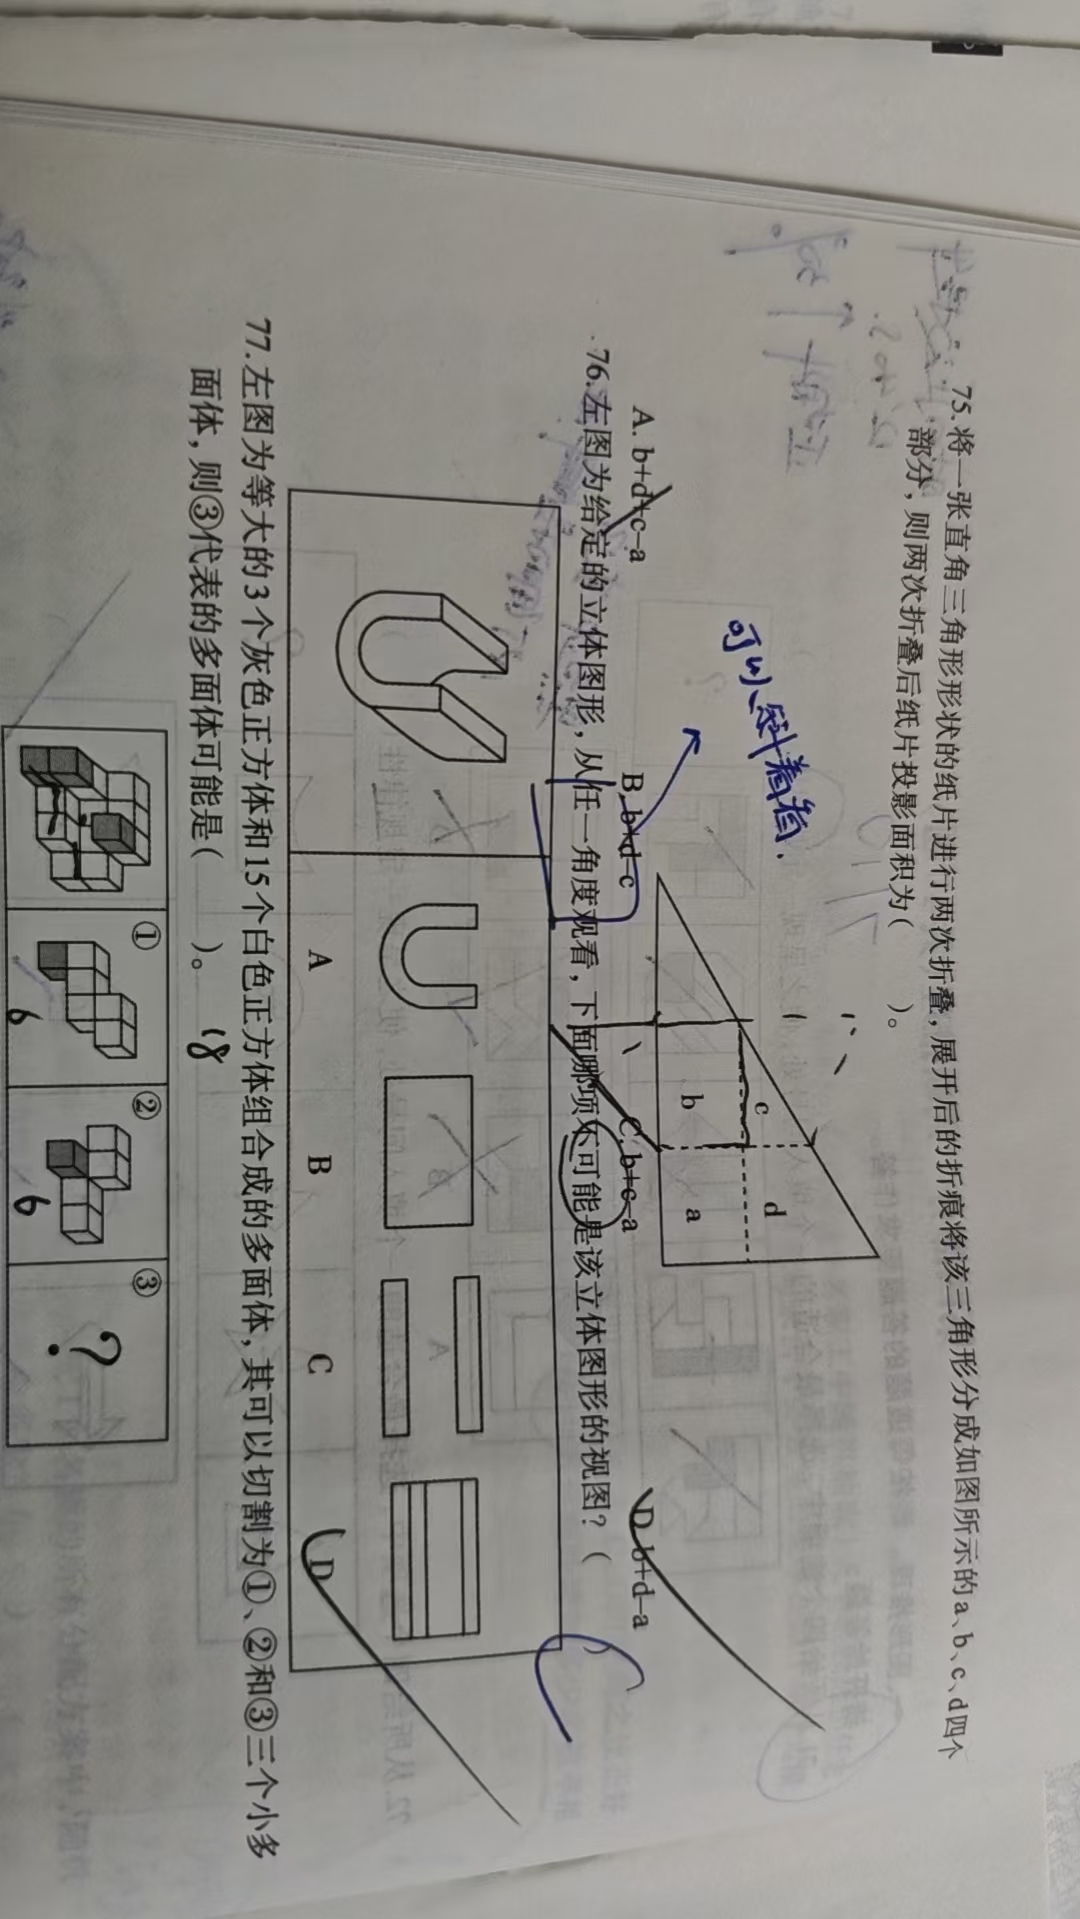 75.将一张直角三角形形状的纸片进行两次折叠,展开后的折痕将该三角形分成如图所示的a、b、c、d四个
部分,则两次折叠后纸片投影面积为(　　)。
c
d
b
a
A. b+d+c-a
B. b+d-c
C. b+c-a
D. b+d-a
76.左图为给定的立体图形,从任一角度观看,下面哪项不可能是该立体图形的视图?(　　)
A
B
C
D
77.左图为等大的3个灰色正方体和15个白色正方体组合成的多面体,其可以切割为①、②和③三个小多
面体,则③代表的多面体可能是(　　)。
18
①
②
③
?
6
6